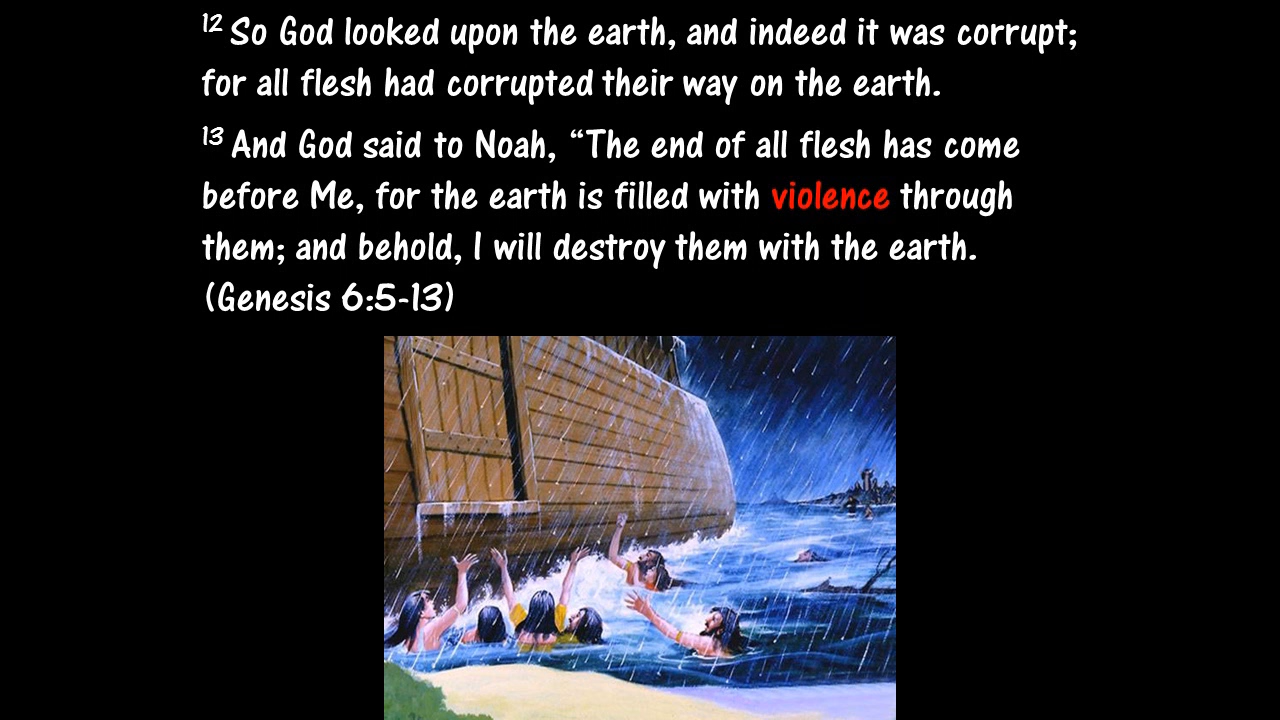 12 So God looked upon the earth, and indeed it was corrupt;
for all flesh had corrupted their way on the earth.
13 And God said to Noah, “The end of all flesh has come
before Me, for the earth is filled with violence through
them; and behold, I will destroy them with the earth.
(Genesis 6:5-13)